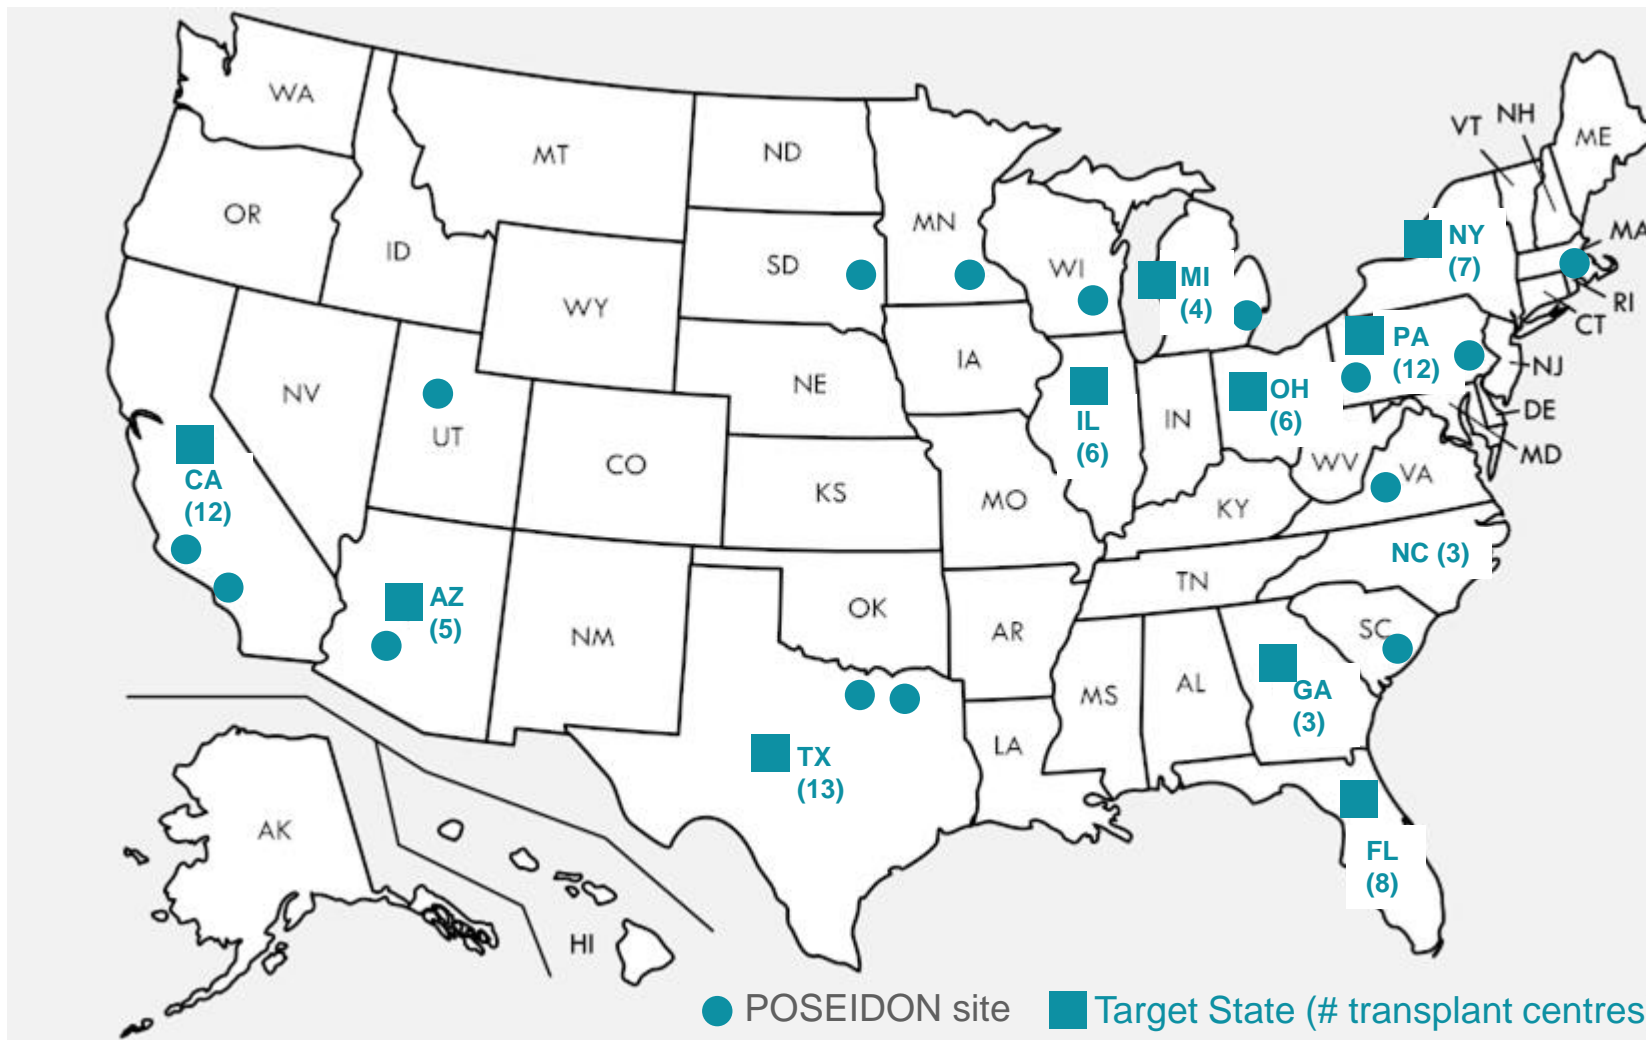 WA
MT
ND
OR
ID
SD
MN
WY
WI
MI
(4)
VT
NH
ME
NY
(7)
MA
RI
CT
PA
(12)
NJ
DE
MD
NV
UT
CO
NE
IA
IL
(6)
IN
OH
(6)
WV
VA
CA
(12)
KS
MO
KY
NC (3)
AZ
(5)
NM
OK
AR
TN
SC
TX
(13)
LA
MS
AL
GA
(3)
FL
(8)
AK
HI
POSEIDON site
Target State (# transplant centres